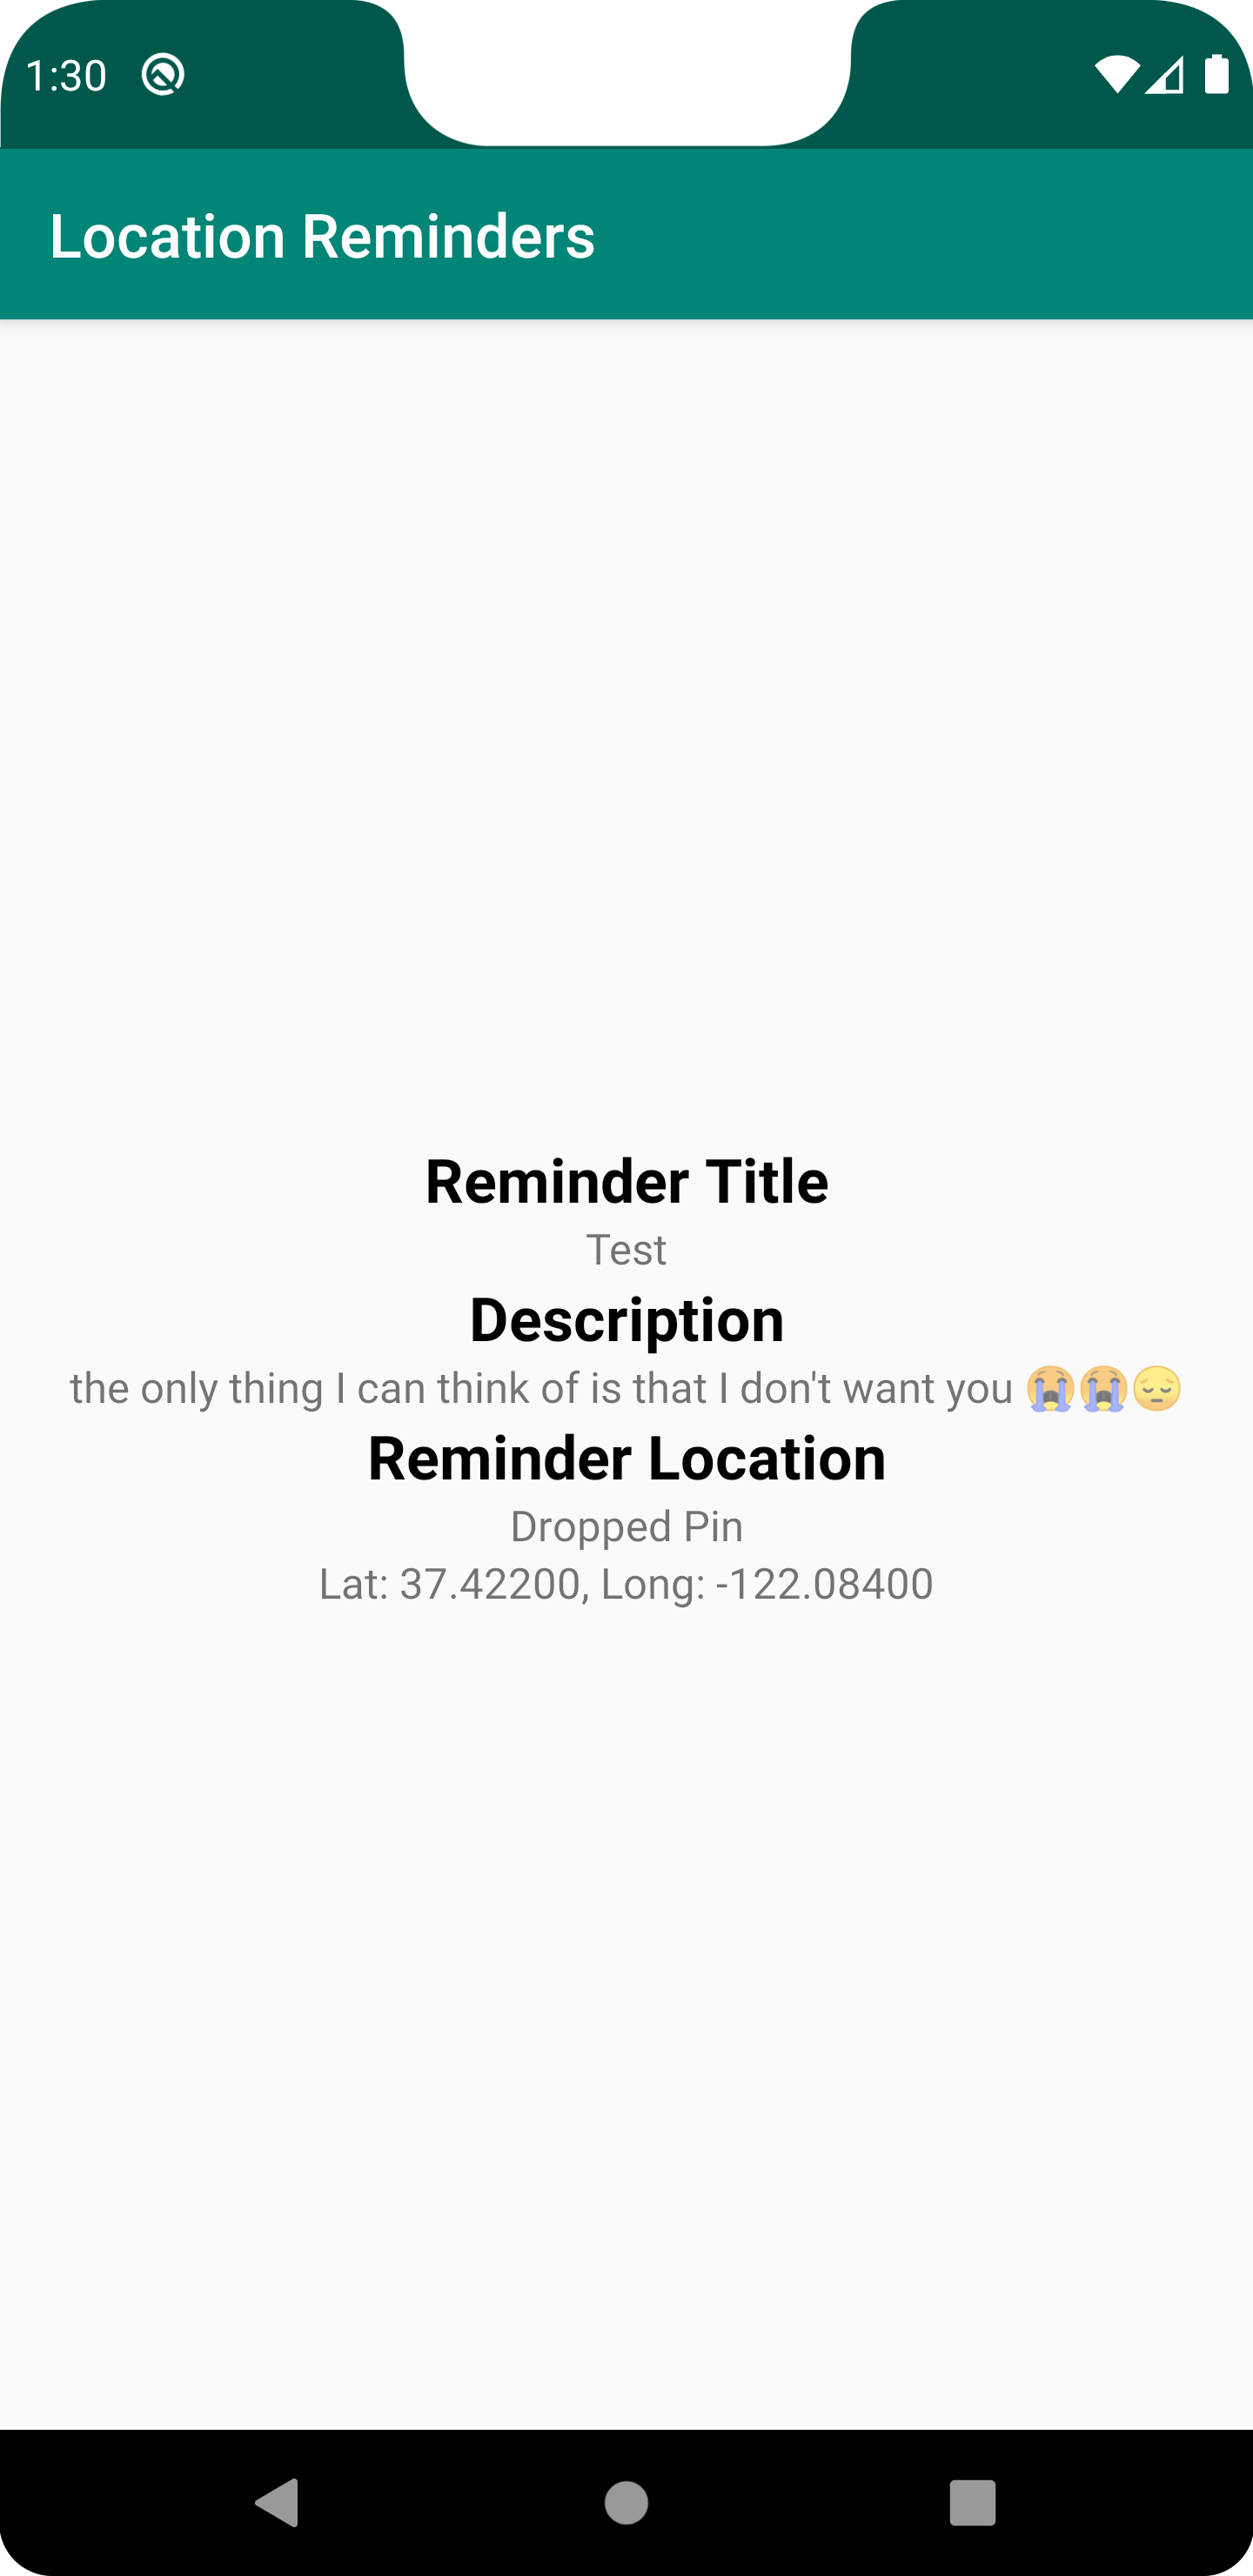 1:30
Location Reminders
Reminder Title
Test
Description
the only thing I can think of is that I don't want you 😭😭😔
Reminder Location
Dropped Pin
Lat: 37.42200, Long: -122.08400